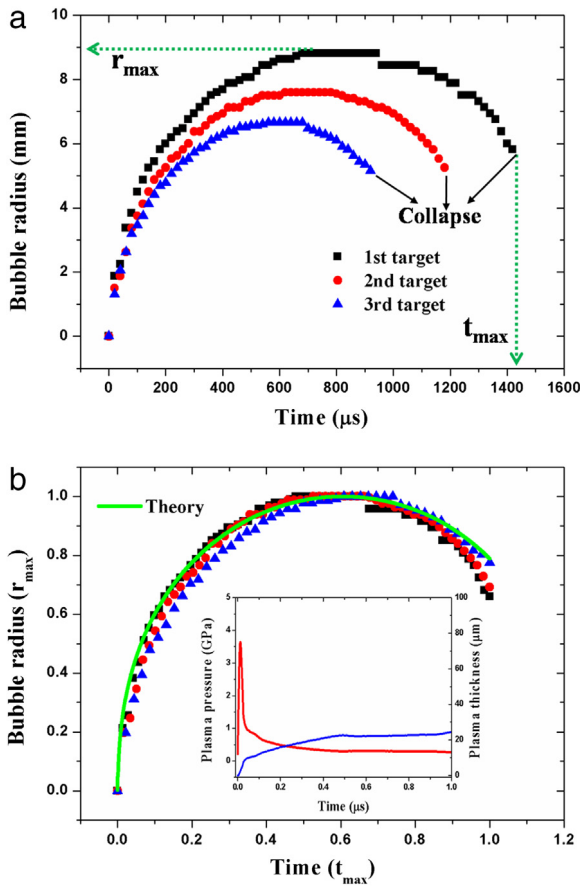 a
10
8
6
4
2
0
Bubble radius (mm)
r max
Collapse
1st target
2nd target
3rd target
t max
0 200 400 600 800 1000 1200 1400 1600
Time (μs)
b
1.0
0.8
0.6
0.4
0.2
0.0
Bubble radius (r max)
Theory
5
4
3
2
1
0
Plasma pressure (GPa)
100
80
60
40
20
0
Plasma thickness (μm)
0.0 0.2 0.4 0.6 0.8 1.0
Time (μs)
0.0 0.2 0.4 0.6 0.8 1.0 1.2
Time (t max)